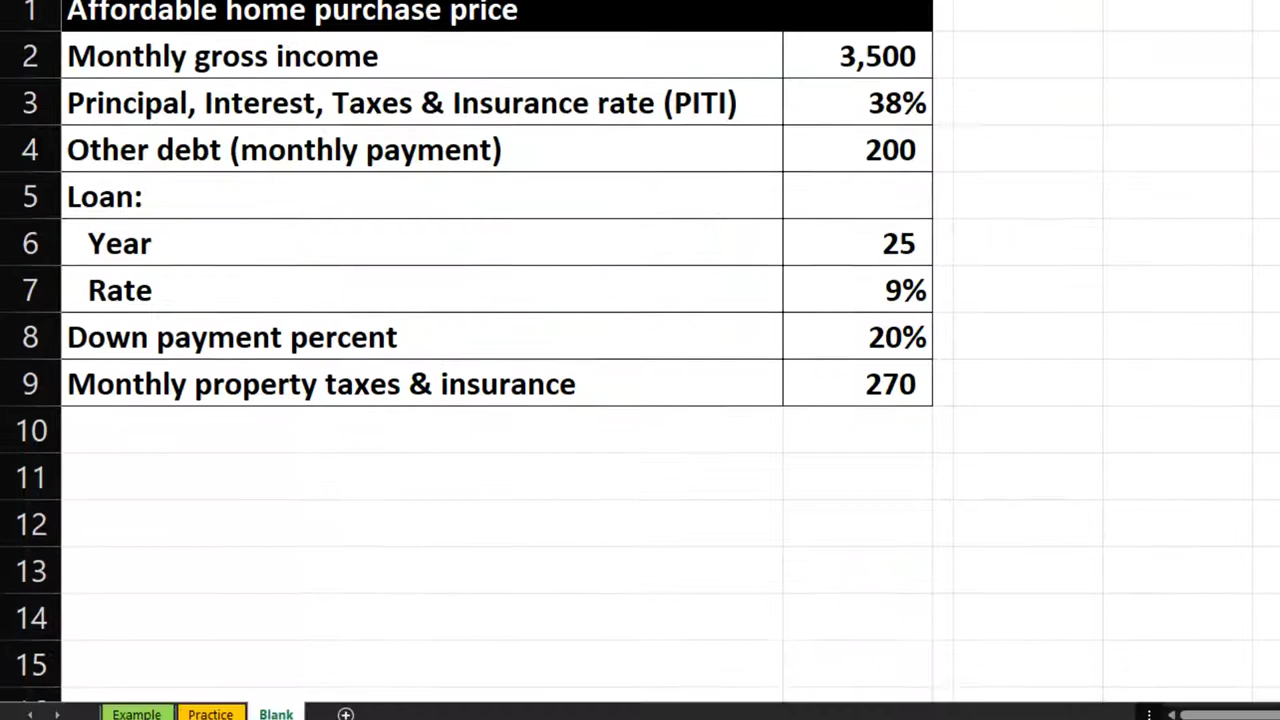 1 Affordable home purchase price
2 Monthly gross income 3,500
3 Principal, Interest, Taxes & Insurance rate (PITI) 38%
4 Other debt (monthly payment) 200
5 Loan:
6 Year 25
7 Rate 9%
8 Down payment percent 20%
9 Monthly property taxes & insurance 270
10
11
12
13
14
15
Example Practice Blank